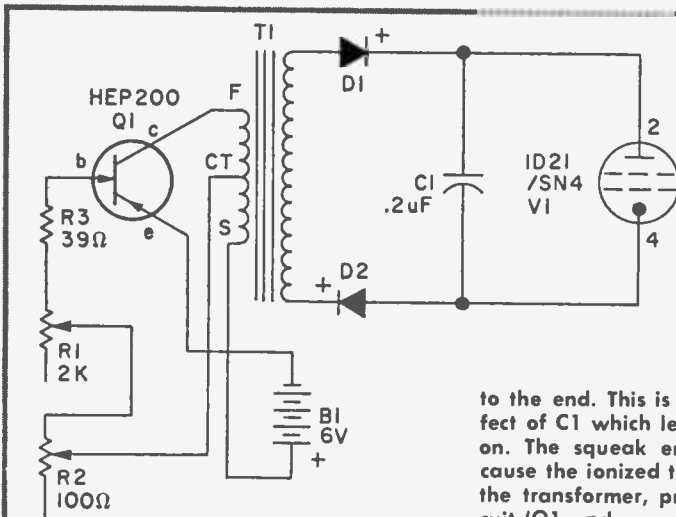 T1
+
D1
HEP200
Q1
c
b
e
F
CT
S
R3
39Ω
R1
2K
R2
100Ω
B1
6V
+
+
D2
C1
.2uF
1D21
/SN4
V1
2
4
to the end. This is
fect of C1 which le
on. The squeak en
cause the ionized t
the transformer, pr